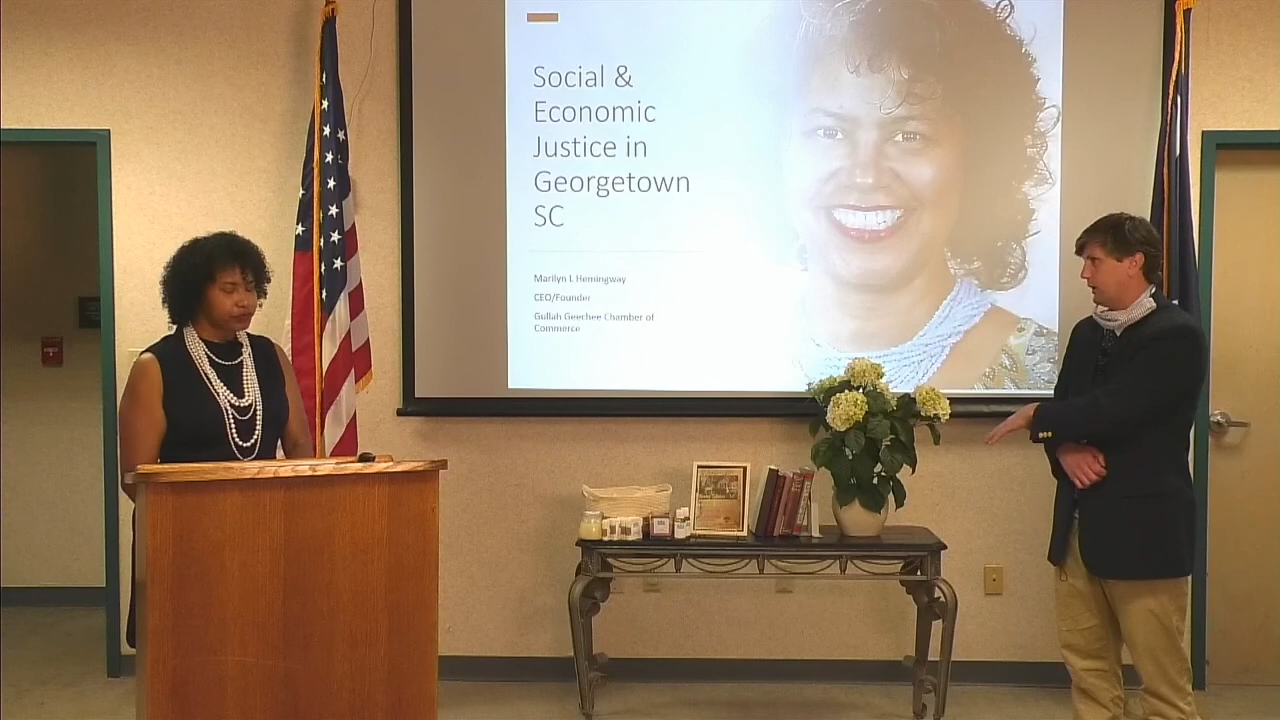 Social &
Economic
Justice in
Georgetown
SC
Marilyn L Hemingway
CEO/Founder
Gullah Geechee Chamber of
Commerce